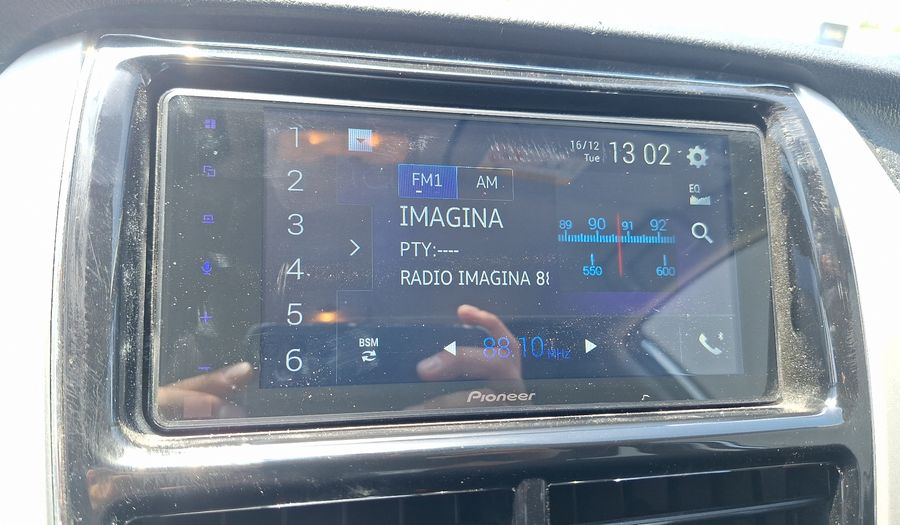 1
2
3
4
5
6
16/12
Tue
13 02
FM1 AM
EQ
IMAGINA
PTY:----
RADIO IMAGINA 88
89 90 91 92
550 600
BSM
88.10 MHZ
Pioneer